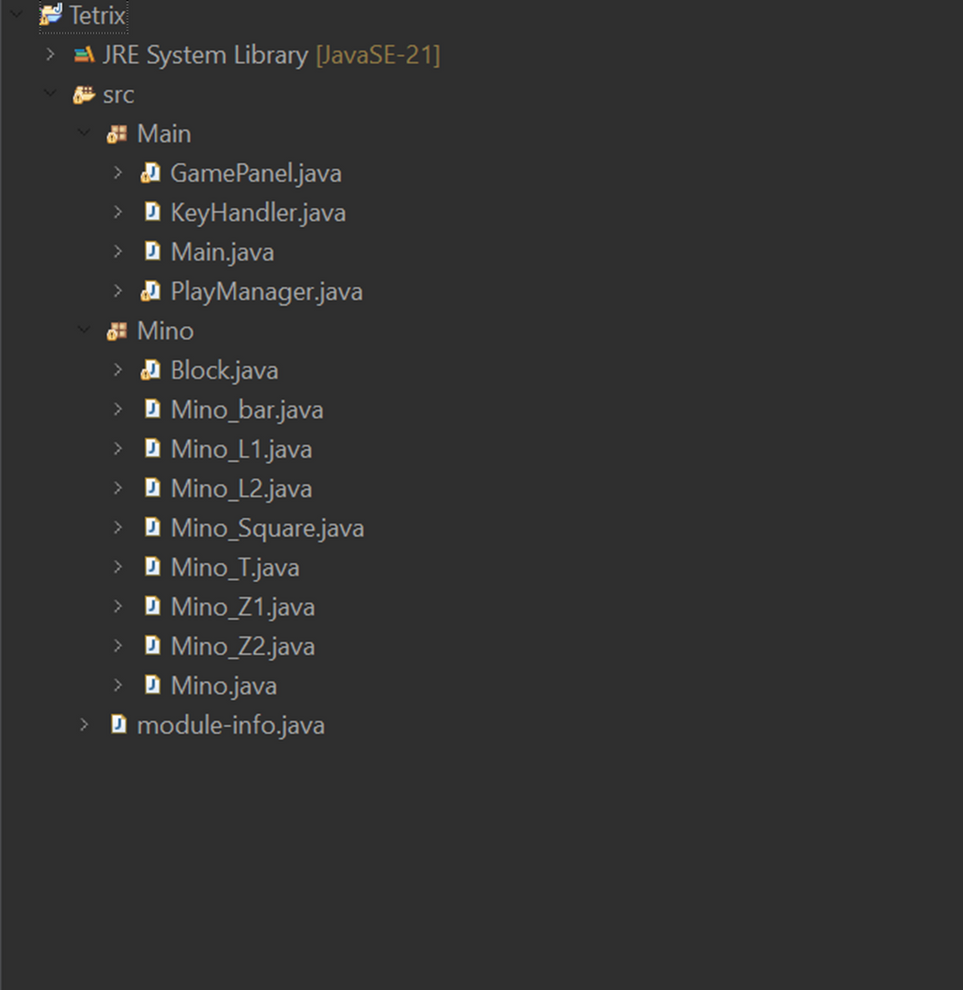 Tetrix
JRE System Library [JavaSE-21]
src
Main
GamePanel.java
KeyHandler.java
Main.java
PlayManager.java
Mino
Block.java
Mino_bar.java
Mino_L1.java
Mino_L2.java
Mino_Square.java
Mino_T.java
Mino_Z1.java
Mino_Z2.java
Mino.java
module-info.java